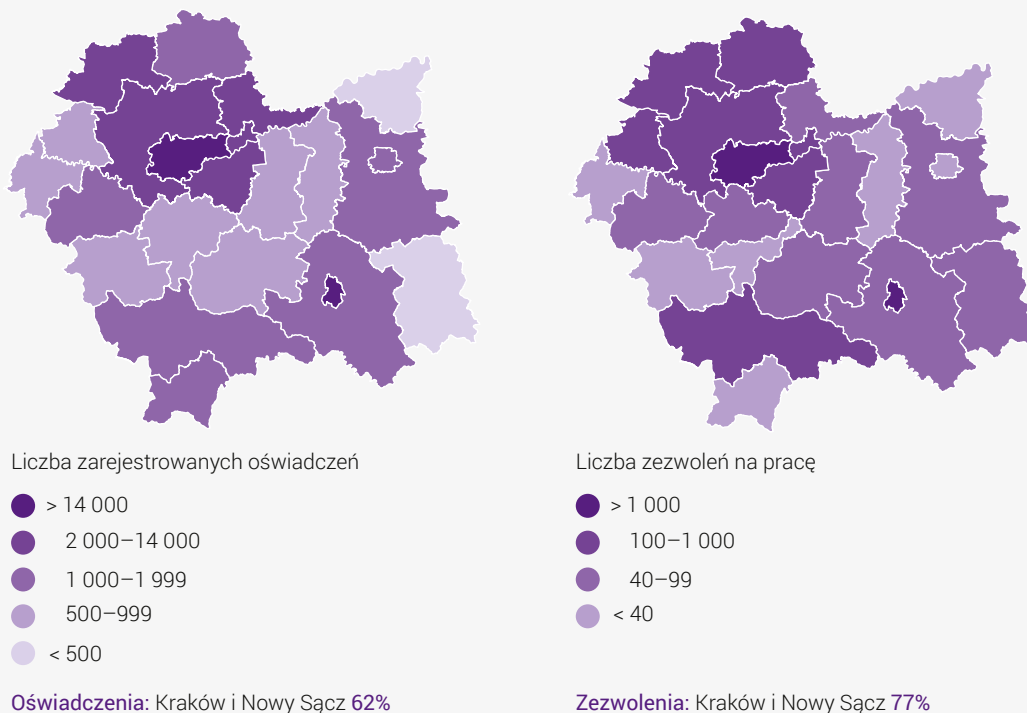 Liczba zarejestrowanych oświadczeń
> 14 000
2 000–14 000
1 000–1 999
500–999
< 500
Oświadczenia: Kraków i Nowy Sącz 62%
Liczba zezwoleń na pracę
> 1 000
100–1 000
40–99
< 40
Zezwolenia: Kraków i Nowy Sącz 77%